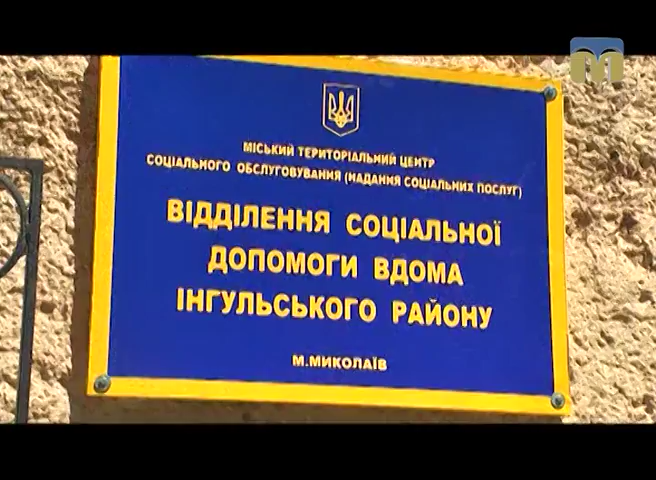 МІСЬКИЙ ТЕРИТОРІАЛЬНИЙ ЦЕНТР
СОЦІАЛЬНОГО ОБСЛУГОВУВАННЯ (НАДАННЯ СОЦІАЛЬНИХ ПОСЛУГ)
ВІДДІЛЕННЯ СОЦІАЛЬНОЇ
ДОПОМОГИ ВДОМА
ІНГУЛЬСЬКОГО РАЙОНУ
М.МИКОЛАЇВ